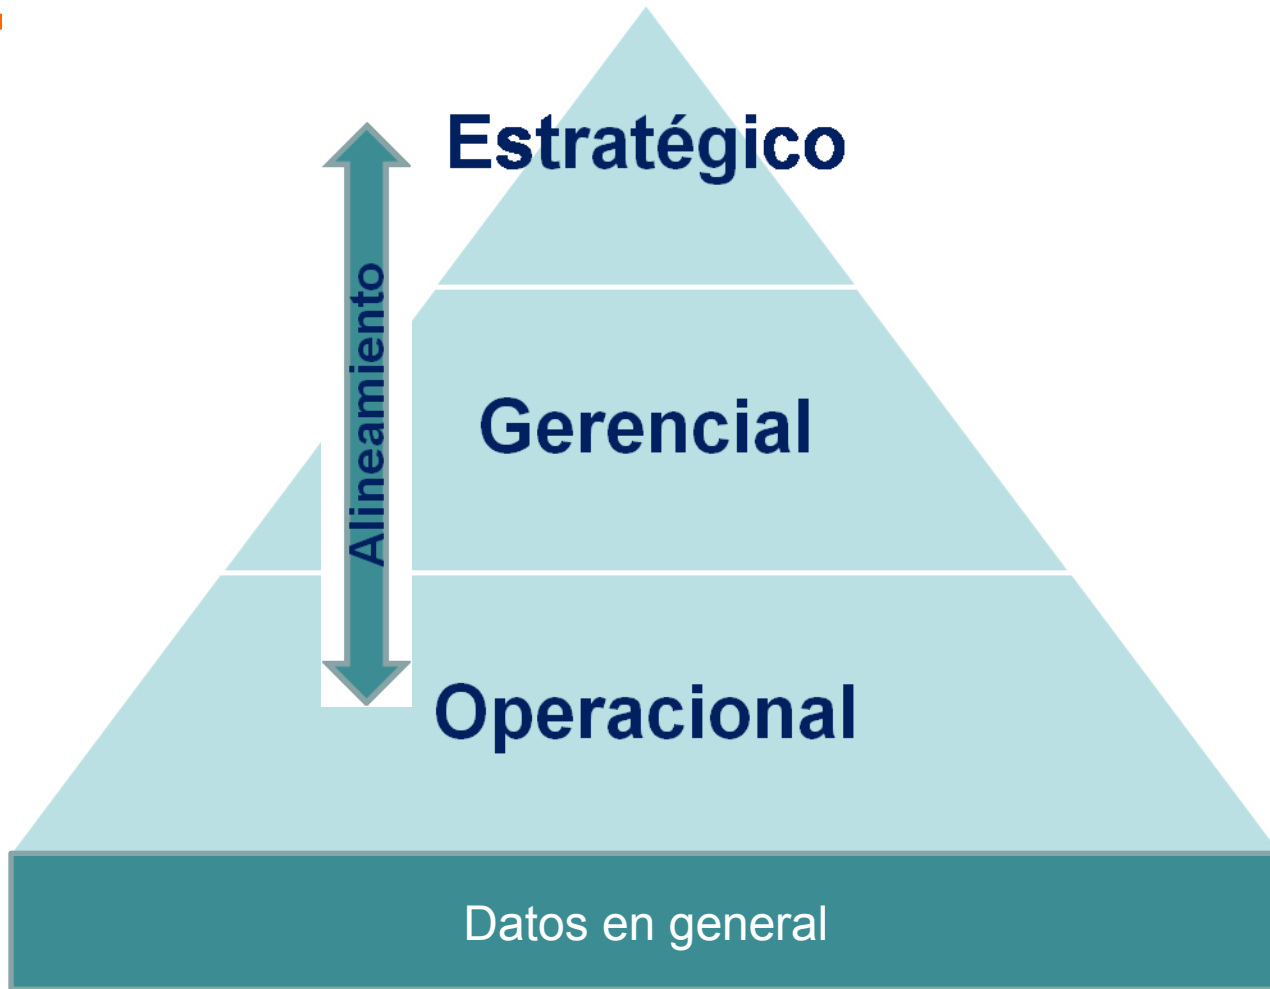 Estratégico
Alineamiento
Gerencial
Operacional
Datos en general